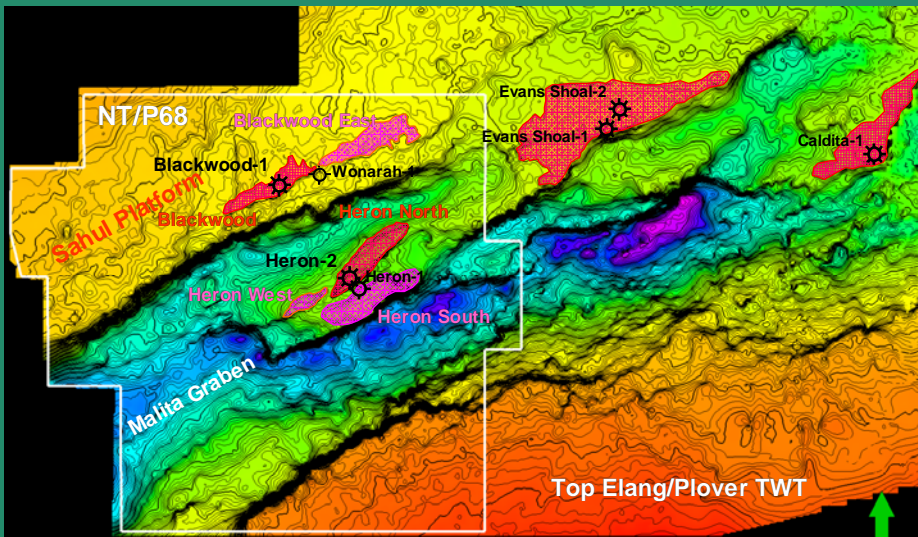 Evans Shoal-2
NT/P68
Blackwood East
Evans Shoal-1
Caldita-1
Blackwood-1
Wonarah-1
Sahul Platform
Blackwood
Heron North
Heron-2
Heron-1
Heron West
Heron South
Malita Graben
Top Elang/Plover TWT